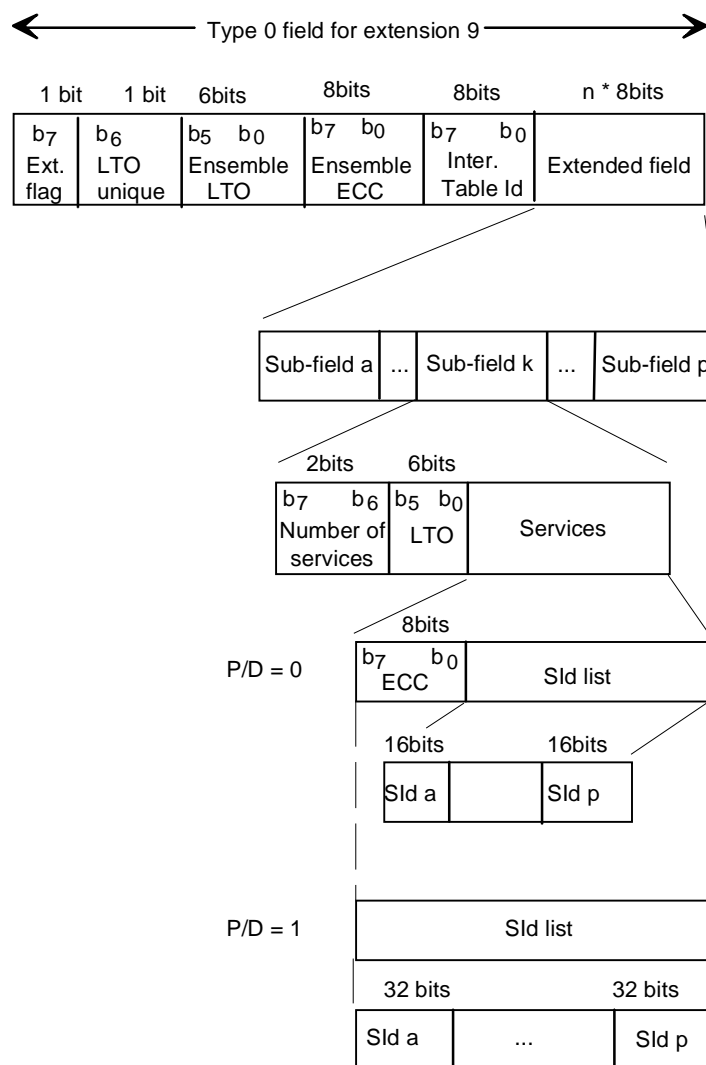 Type 0 field for extension 9
1 bit 1 bit 6bits 8bits 8bits n * 8bits
b7 b6 b5 b0 b7 b0 b7 b0
Ext. flag LTO unique Ensemble LTO Ensemble ECC Inter. Table Id Extended field
Sub-field a ... Sub-field k ... Sub-field p
2bits 6bits
b7 b6 b5 b0
Number of services LTO Services
8bits
P/D = 0 b7 b0 ECC SId list
16bits 16bits
SId a SId p
P/D = 1 SId list
32 bits 32 bits
SId a ... SId p